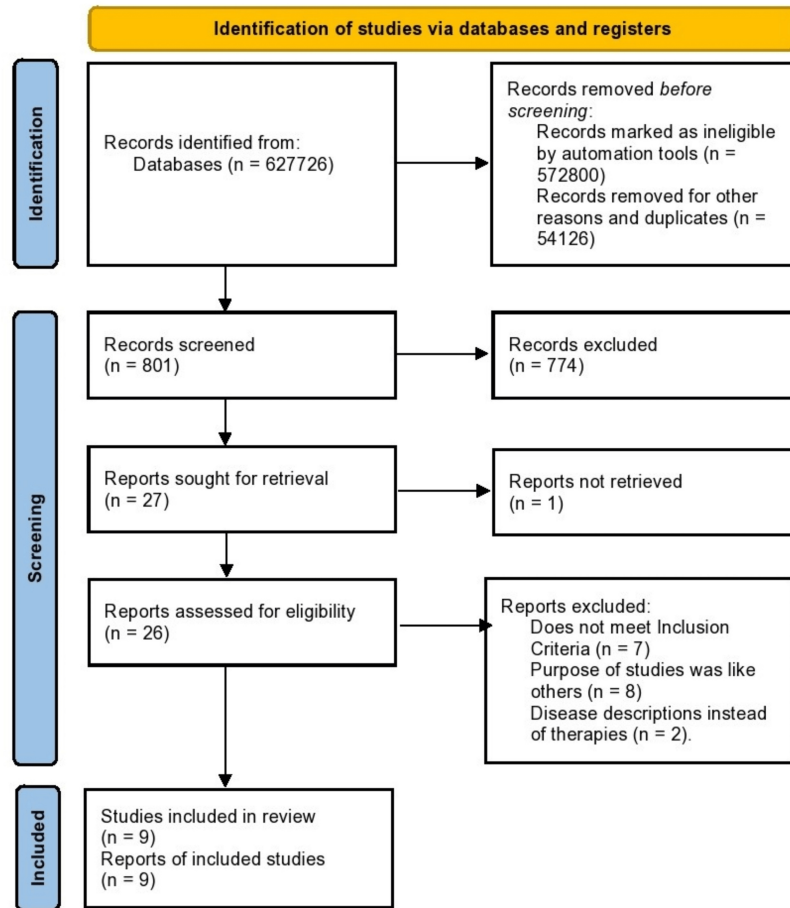 Identification of studies via databases and registers
Identification
Records identified from:
Databases (n = 627726)
Records removed before
screening:
Records marked as ineligible
by automation tools (n =
572800)
Records removed for other
reasons and duplicates (n =
54126)
Screening
Records screened
(n = 801)
Records excluded
(n = 774)
Reports sought for retrieval
(n = 27)
Reports not retrieved
(n = 1)
Reports assessed for eligibility
(n = 26)
Reports excluded:
Does not meet Inclusion
Criteria (n = 7)
Purpose of studies was like
others (n = 8)
Disease descriptions instead
of therapies (n = 2).
Included
Studies included in review
(n = 9)
Reports of included studies
(n = 9)